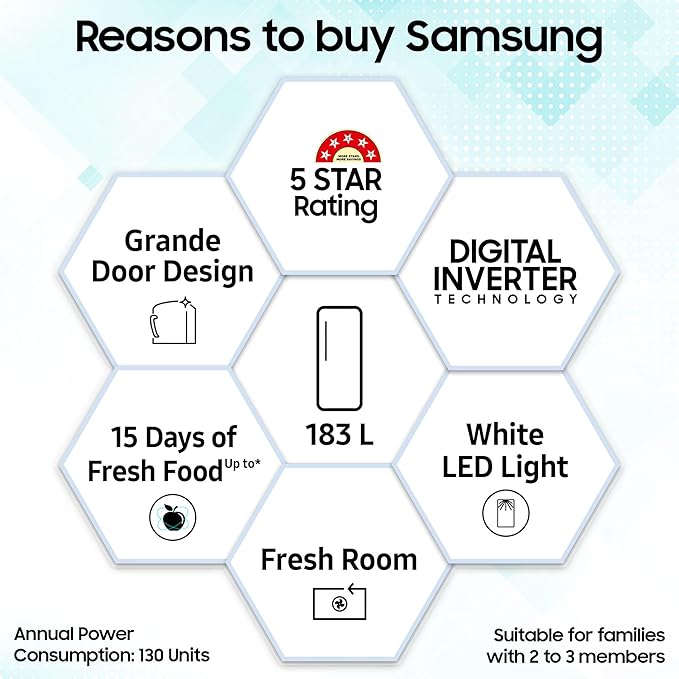 Reasons to buy Samsung
MORE STARS
MORE SAVINGS
5 STAR
Rating
Grande
Door Design
DIGITAL
INVERTER
TECHNOLOGY
183 L
15 Days of
Fresh Food Up to*
White
LED Light
Fresh Room
Annual Power
Consumption: 130 Units
Suitable for families
with 2 to 3 members